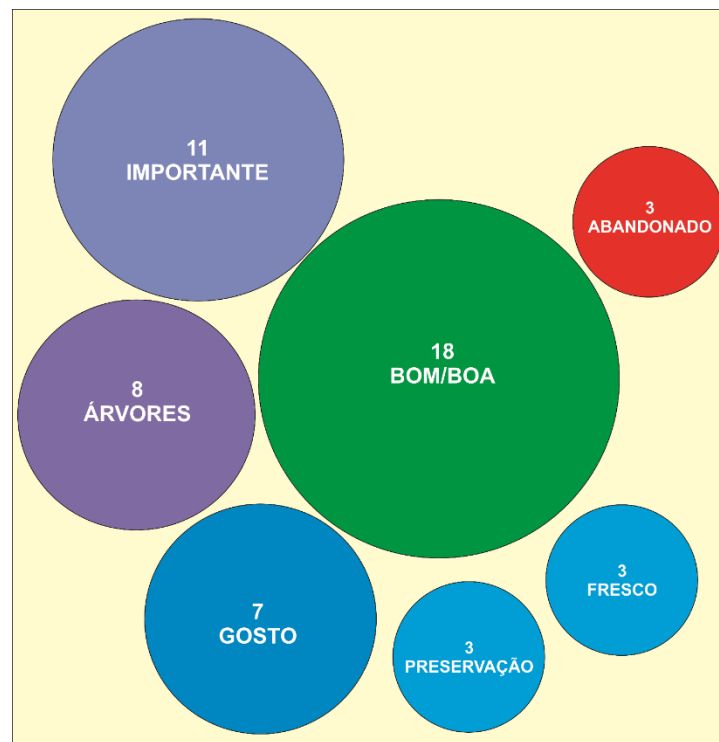 11
IMPORTANTE
3
ABANDONADO
18
BOM/BOA
8
ÁRVORES
7
GOSTO
3
FRESCO
3
PRESERVAÇÃO